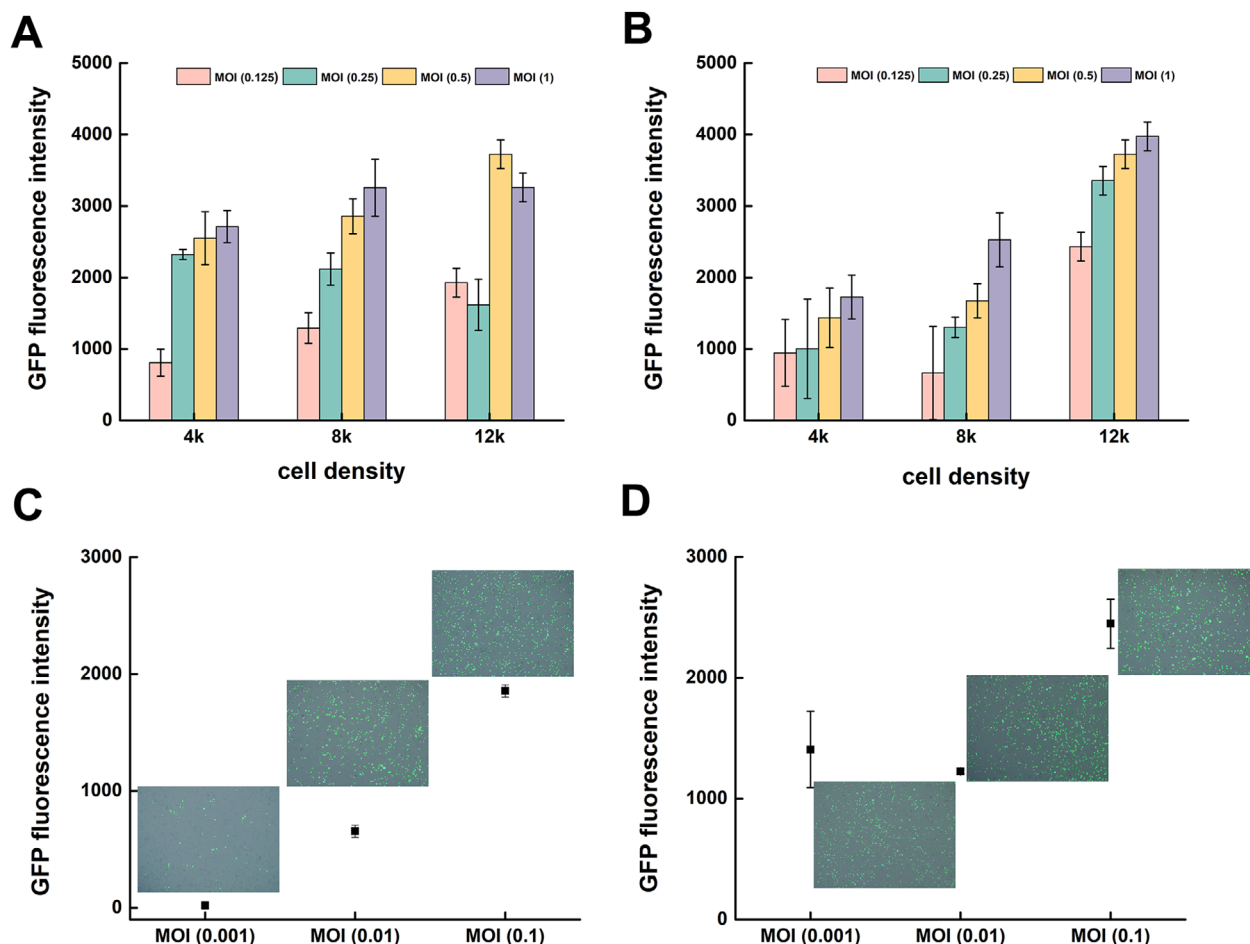 A
GFP fluorescence intensity
MOI (0.125) MOI (0.25) MOI (0.5) MOI (1)
5000
4000
3000
2000
1000
0
4k 8k 12k
cell density
B
GFP fluorescence intensity
MOI (0.125) MOI (0.25) MOI (0.5) MOI (1)
5000
4000
3000
2000
1000
0
4k 8k 12k
cell density
C
GFP fluorescence intensity
3000
2000
1000
0
MOI (0.001) MOI (0.01) MOI (0.1)
D
GFP fluorescence intensity
3000
2000
1000
0
MOI (0.001) MOI (0.01) MOI (0.1)